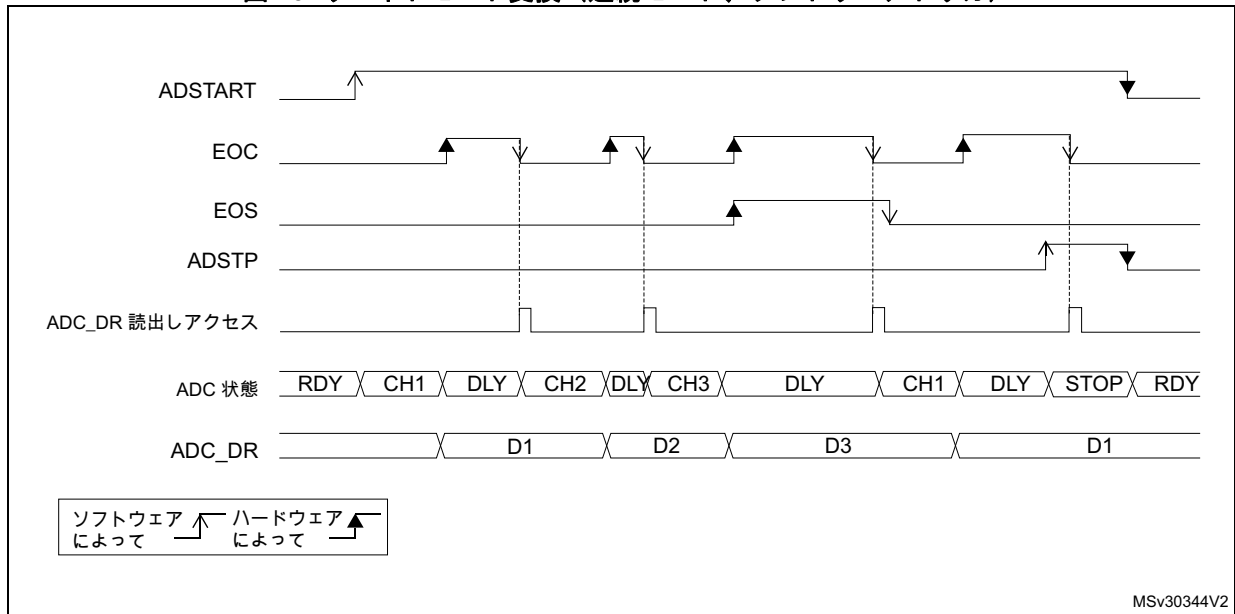 ADSTART
EOC
EOS
ADSTP
ADC_DR 読出しアクセス
ADC 状態 RDY CH1 DLY CH2 DLY CH3 DLY CH1 DLY STOP RDY
ADC_DR D1 D2 D3 D1
ソフトウェア ハードウェア
によって によって
MSv30344V2